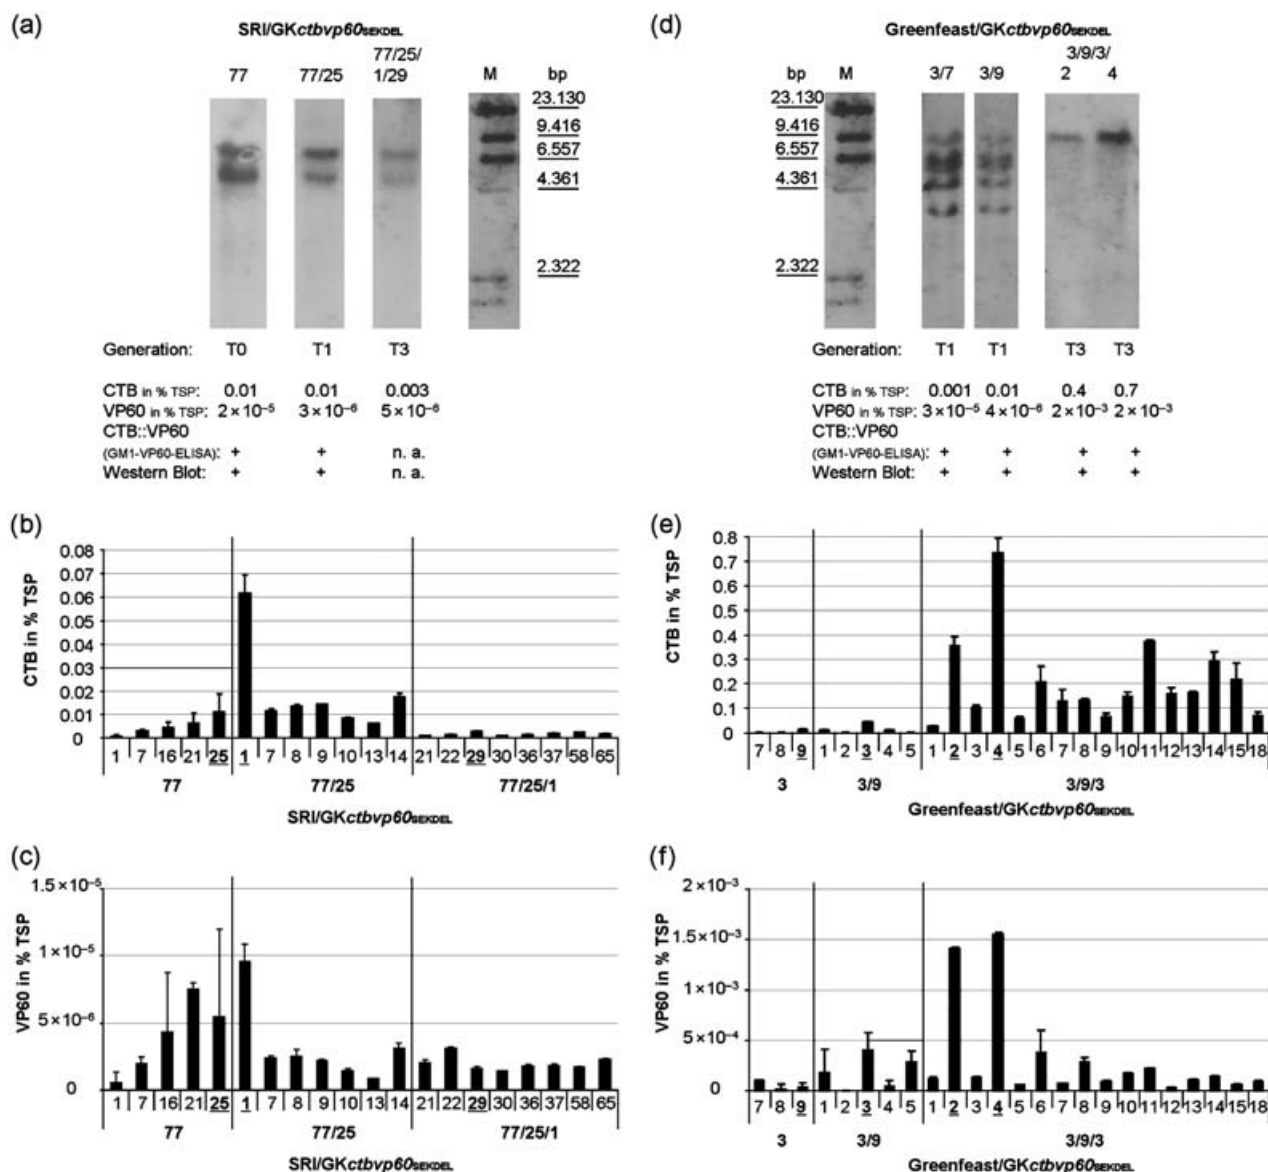 (a)
SRI/GKctbvp60SEKDEL
77 77/25 77/25/1/29 M bp
23.130
9.416
6.557
4.361
2.322
Generation: T0 T1 T3
CTB in % TSP: 0.01 0.01 0.003
VP60 in % TSP: 2 × 10⁻⁵ 3 × 10⁻⁶ 5 × 10⁻⁶
CTB::VP60
(GM1-VP60-ELISA): + + n. a.
Western Blot: + + n. a.
(d)
Greenfeast/GKctbvp60SEKDEL
3/9/3/
bp M 3/7 3/9 2 4
23.130
9.416
6.557
4.361
2.322
Generation: T1 T1 T3 T3
CTB in % TSP: 0.001 0.01 0.4 0.7
VP60 in % TSP: 3 × 10⁻⁵ 4 × 10⁻⁶ 2 × 10⁻³ 2 × 10⁻³
CTB::VP60
(GM1-VP60-ELISA): + + + +
Western Blot: + + + +
(b)
CTB in % TSP
0.08
0.07
0.06
0.05
0.04
0.03
0.02
0.01
0
1 7 16 21 25 1 7 8 9 10 13 14 21 22 29 30 36 37 58 65
77 77/25 77/25/1
SRI/GKctbvp60SEKDEL
(e)
CTB in % TSP
0.8
0.7
0.6
0.5
0.4
0.3
0.2
0.1
0
7 8 9 1 2 3 4 5 1 2 3 4 5 6 7 8 9 10 11 12 13 14 15 18
3 3/9 3/9/3
Greenfeast/GKctbvp60SEKDEL
(c)
VP60 in % TSP
1.5×10⁻⁵
1×10⁻⁵
5×10⁻⁶
0
1 7 16 21 25 1 7 8 9 10 13 14 21 22 29 30 36 37 58 65
77 77/25 77/25/1
SRI/GKctbvp60SEKDEL
(f)
VP60 in % TSP
2×10⁻³
1.5×10⁻³
1×10⁻³
5×10⁻⁴
0
7 8 9 1 2 3 4 5 1 2 3 4 5 6 7 8 9 10 11 12 13 14 15 18
3 3/9 3/9/3
Greenfeast/GKctbvp60SEKDEL